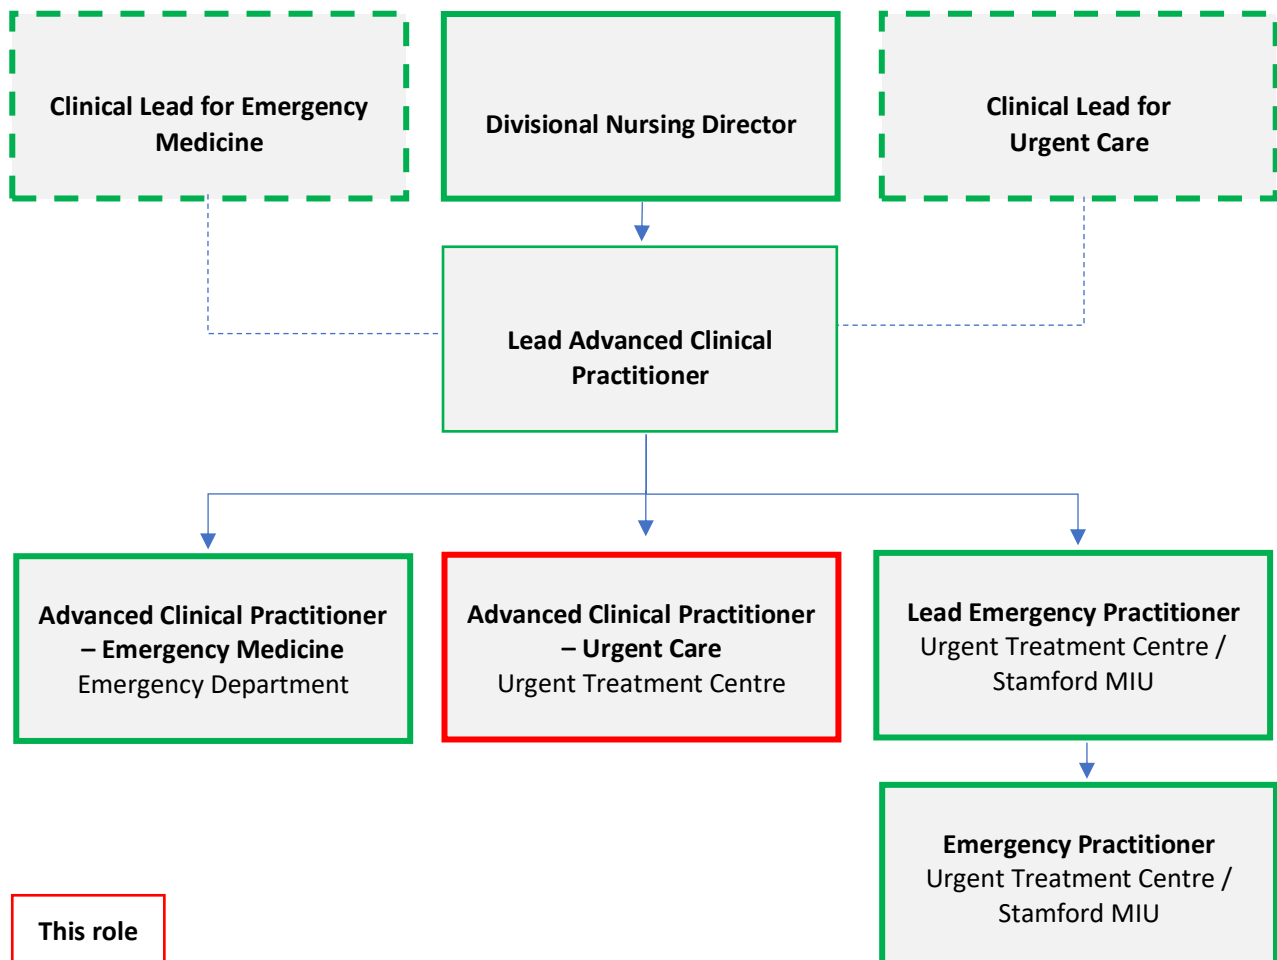 Clinical Lead for Emergency
Medicine
Divisional Nursing Director
Clinical Lead for
Urgent Care
Lead Advanced Clinical
Practitioner
Advanced Clinical Practitioner
– Emergency Medicine
Emergency Department
Advanced Clinical Practitioner
– Urgent Care
Urgent Treatment Centre
Lead Emergency Practitioner
Urgent Treatment Centre /
Stamford MIU
Emergency Practitioner
Urgent Treatment Centre /
Stamford MIU
This role